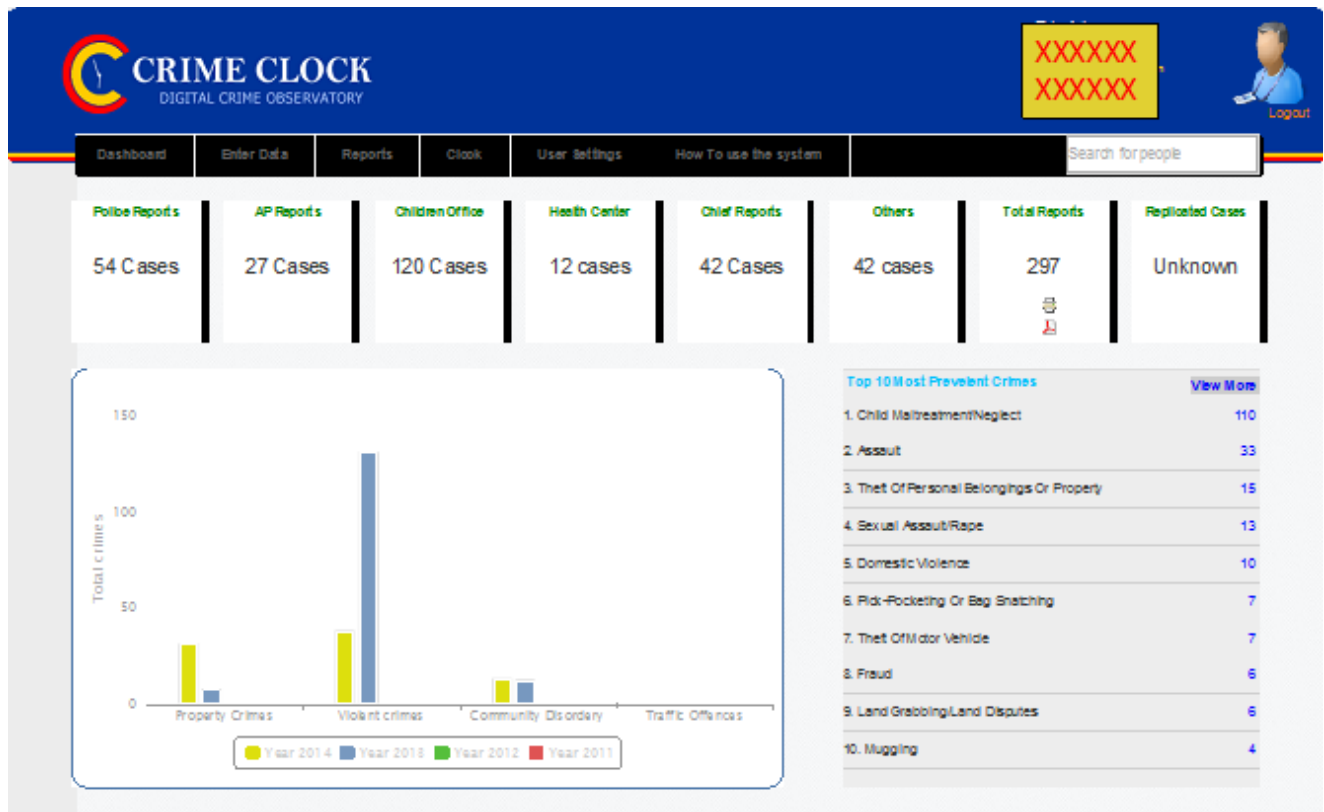 XXXXXX
XXXXXX
CRIME CLOCK
DIGITAL CRIME OBSERVATORY
Logout
Dashboard Enter Data Reports Clock User Settings How To use the system Search for people
Police Reports AP Reports Children Office Health Center Chief Reports Others Total Reports Replicated Cases
54 Cases 27 Cases 120 Cases 12 cases 42 Cases 42 cases 297 Unknown
Top 10 Most Prevelent Crimes View More
1. Child Maltreatment/Neglect 110
2. Assault 33
3. Theft Of Personal Belongings Or Property 15
4. Sexual Assault/Rape 13
5. Domestic Violence 10
6. Pick-Pocketing Or Bag Snatching 7
7. Theft Of Motor Vehicle 7
8. Fraud 6
9. Land Grabbing/Land Disputes 6
10. Mugging 4
Total crimes
150
100
50
0
Property Crimes Violent crimes Community Disordery Traffic Offences
Year 2014 Year 2013 Year 2012 Year 2011